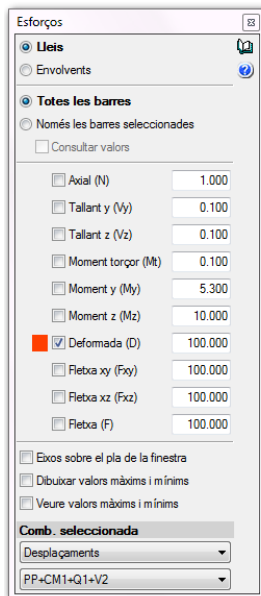 Esforços
Lleis
Envolvents
Totes les barres
Només les barres seleccionades
Consultar valors
Axial (N) 1.000
Tallant y (Vy) 0.100
Tallant z (Vz) 0.100
Moment torçor (Mt) 0.100
Moment y (My) 5.300
Moment z (Mz) 10.000
Deformada (D) 100.000
Fletxa xy (Fxy) 100.000
Fletxa xz (Fxz) 100.000
Fletxa (F) 100.000
Eixos sobre el pla de la finestra
Dibuixar valors màxims i mínims
Veure valors màxims i mínims
Comb. seleccionada
Desplaçaments
PP+CM1+Q1+V2